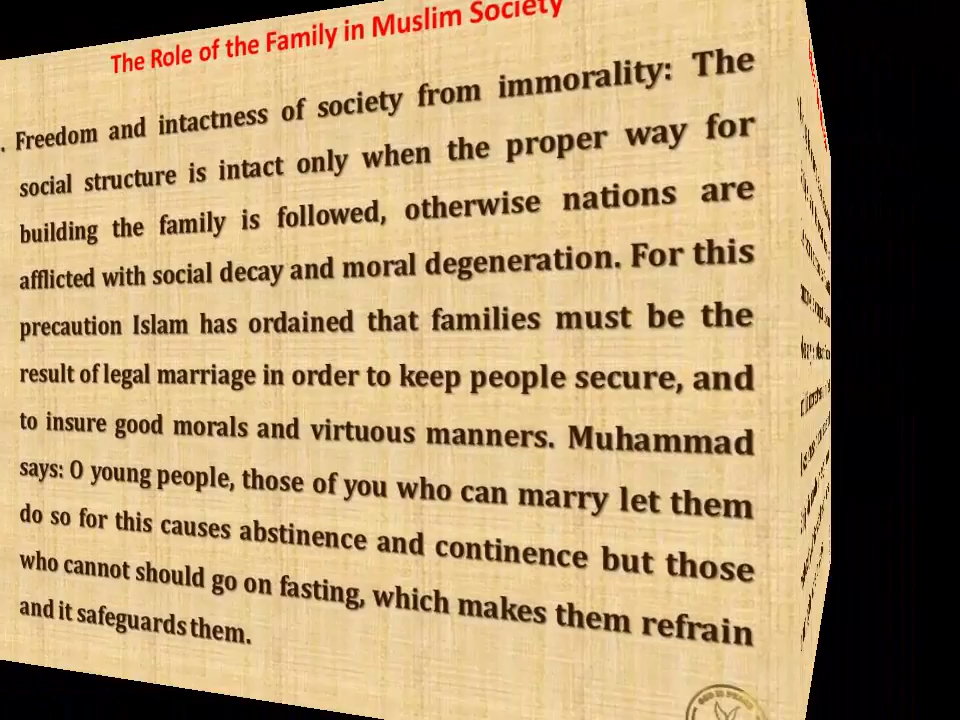 The Role of the Family in Muslim Society
. Freedom and intactness of society from immorality: The
social structure is intact only when the proper way for
building the family is followed, otherwise nations are
afflicted with social decay and moral degeneration. For this
precaution Islam has ordained that families must be the
result of legal marriage in order to keep people secure, and
to insure good morals and virtuous manners. Muhammad
says: O young people, those of you who can marry let them
do so for this causes abstinence and continence but those
who cannot should go on fasting, which makes them refrain
and it safeguards them.